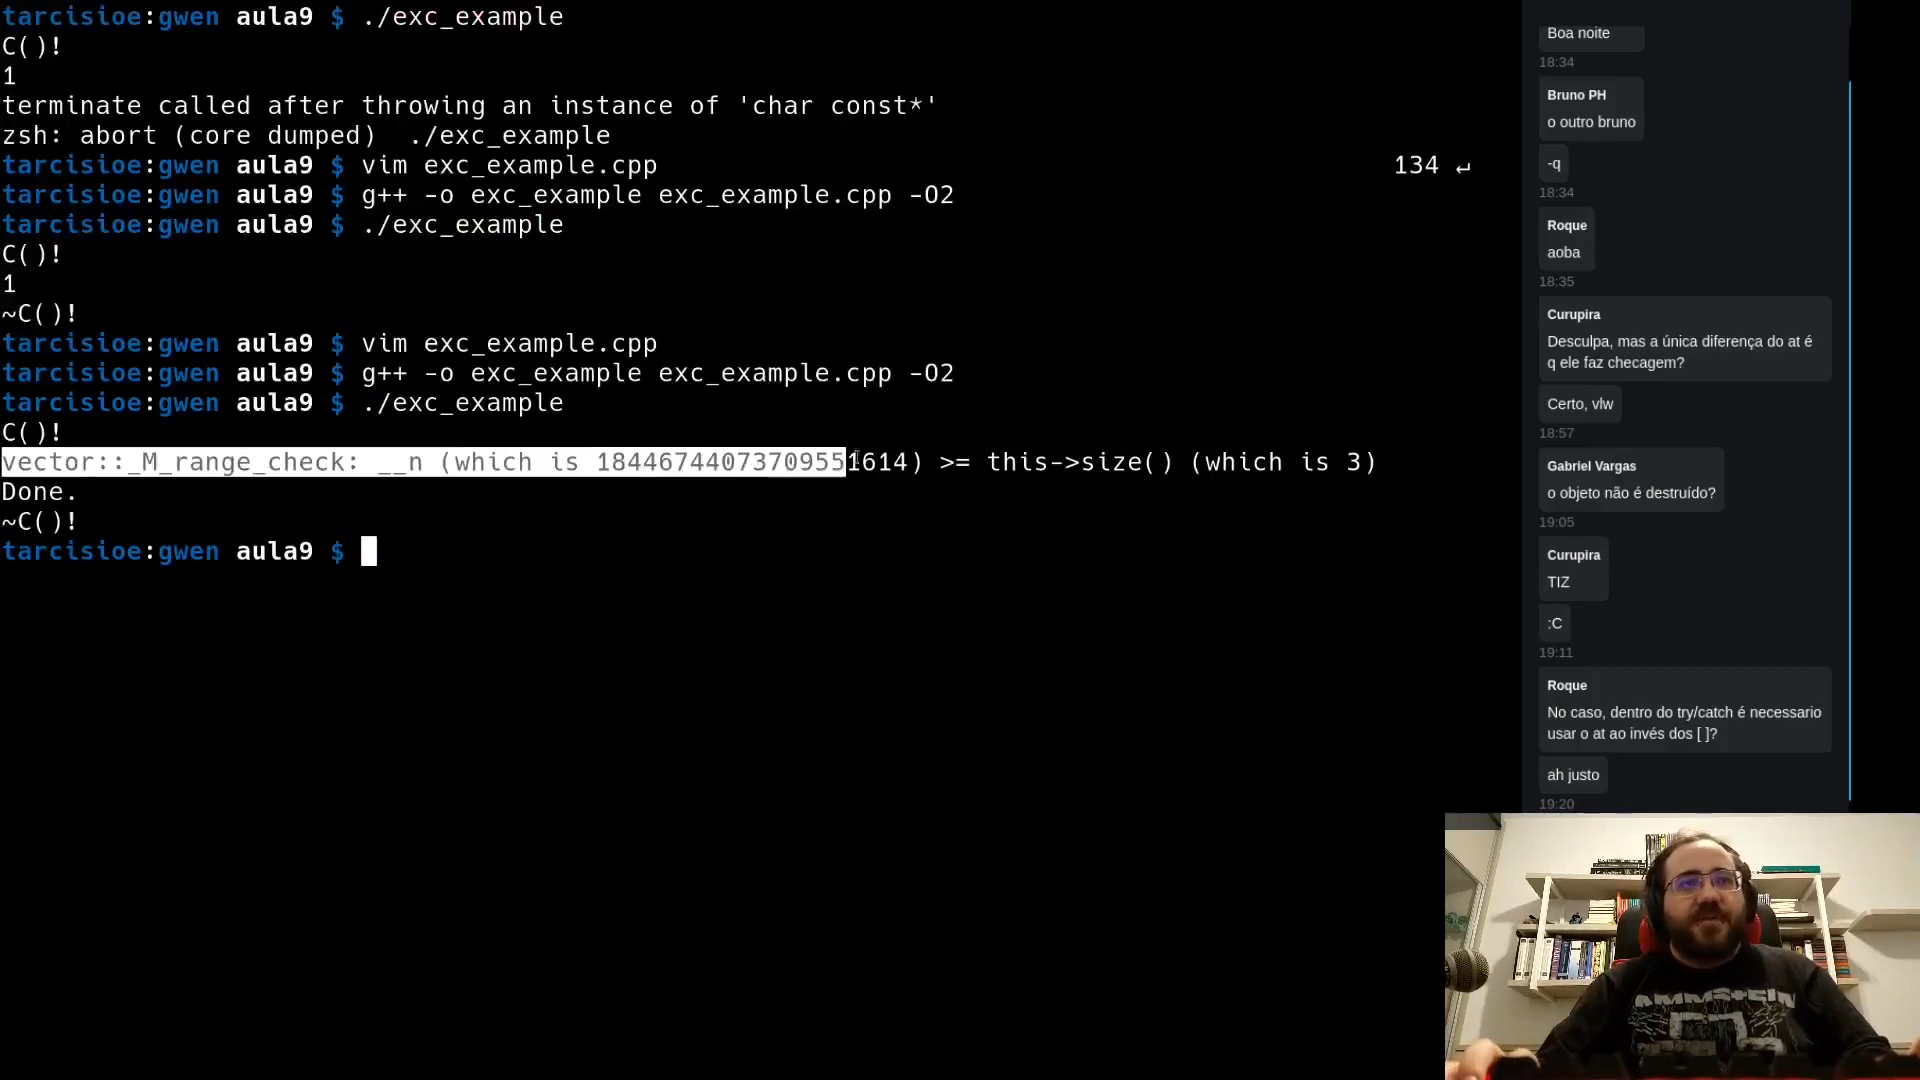 tarcisioe:gwen aula9 $ ./exc_example
C()!
1
terminate called after throwing an instance of 'char const*'
zsh: abort (core dumped)  ./exc_example
tarcisioe:gwen aula9 $ vim exc_example.cpp 134 ↵
tarcisioe:gwen aula9 $ g++ -o exc_example exc_example.cpp -O2
tarcisioe:gwen aula9 $ ./exc_example
C()!
1
~C()!
tarcisioe:gwen aula9 $ vim exc_example.cpp
tarcisioe:gwen aula9 $ g++ -o exc_example exc_example.cpp -O2
tarcisioe:gwen aula9 $ ./exc_example
C()!
vector::_M_range_check: __n (which is 18446744073709551614) >= this->size() (which is 3)
Done.
~C()!
tarcisioe:gwen aula9 $
Boa noite
18:34
Bruno PH
o outro bruno
-q
18:34
Roque
aoba
18:35
Curupira
Desculpa, mas a única diferença do at é
q ele faz checagem?
Certo, vlw
18:57
Gabriel Vargas
o objeto não é destruído?
19:05
Curupira
TIZ
:C
19:11
Roque
No caso, dentro do try/catch é necessario
usar o at ao invés dos [ ]?
ah justo
19:20